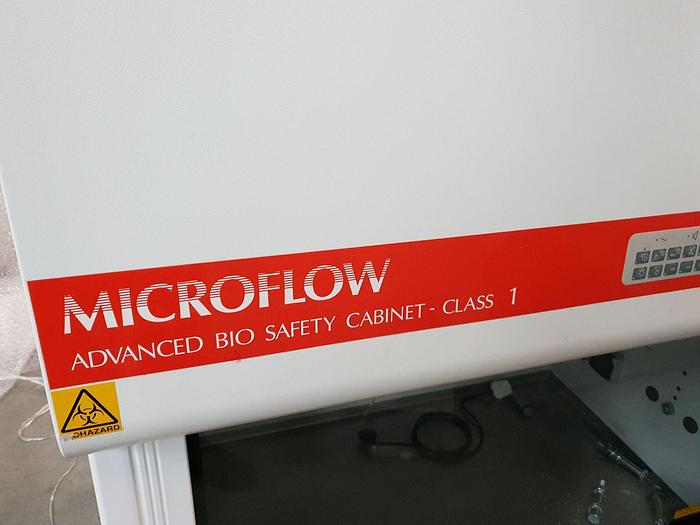 MICROFLOW
ADVANCED BIO SAFETY CABINET - CLASS 1
BIOHAZARD